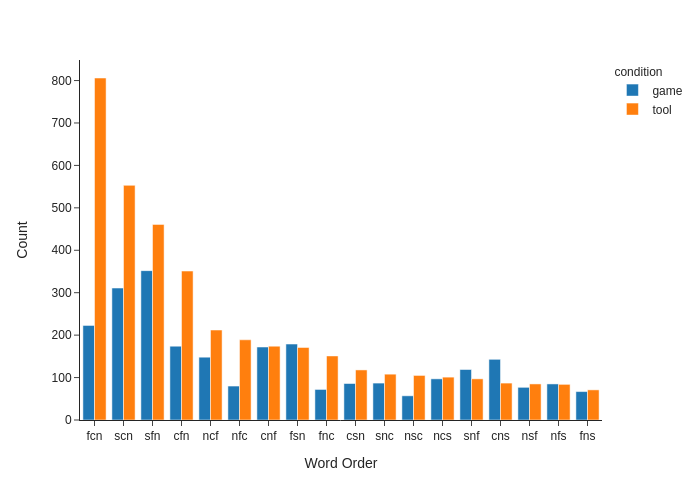 condition
game
tool
Count
800
700
600
500
400
300
200
100
0
fcn scn sfn cfn ncf nfc cnf fsn fnc csn snc nsc ncs snf cns nsf nfs fns
Word Order